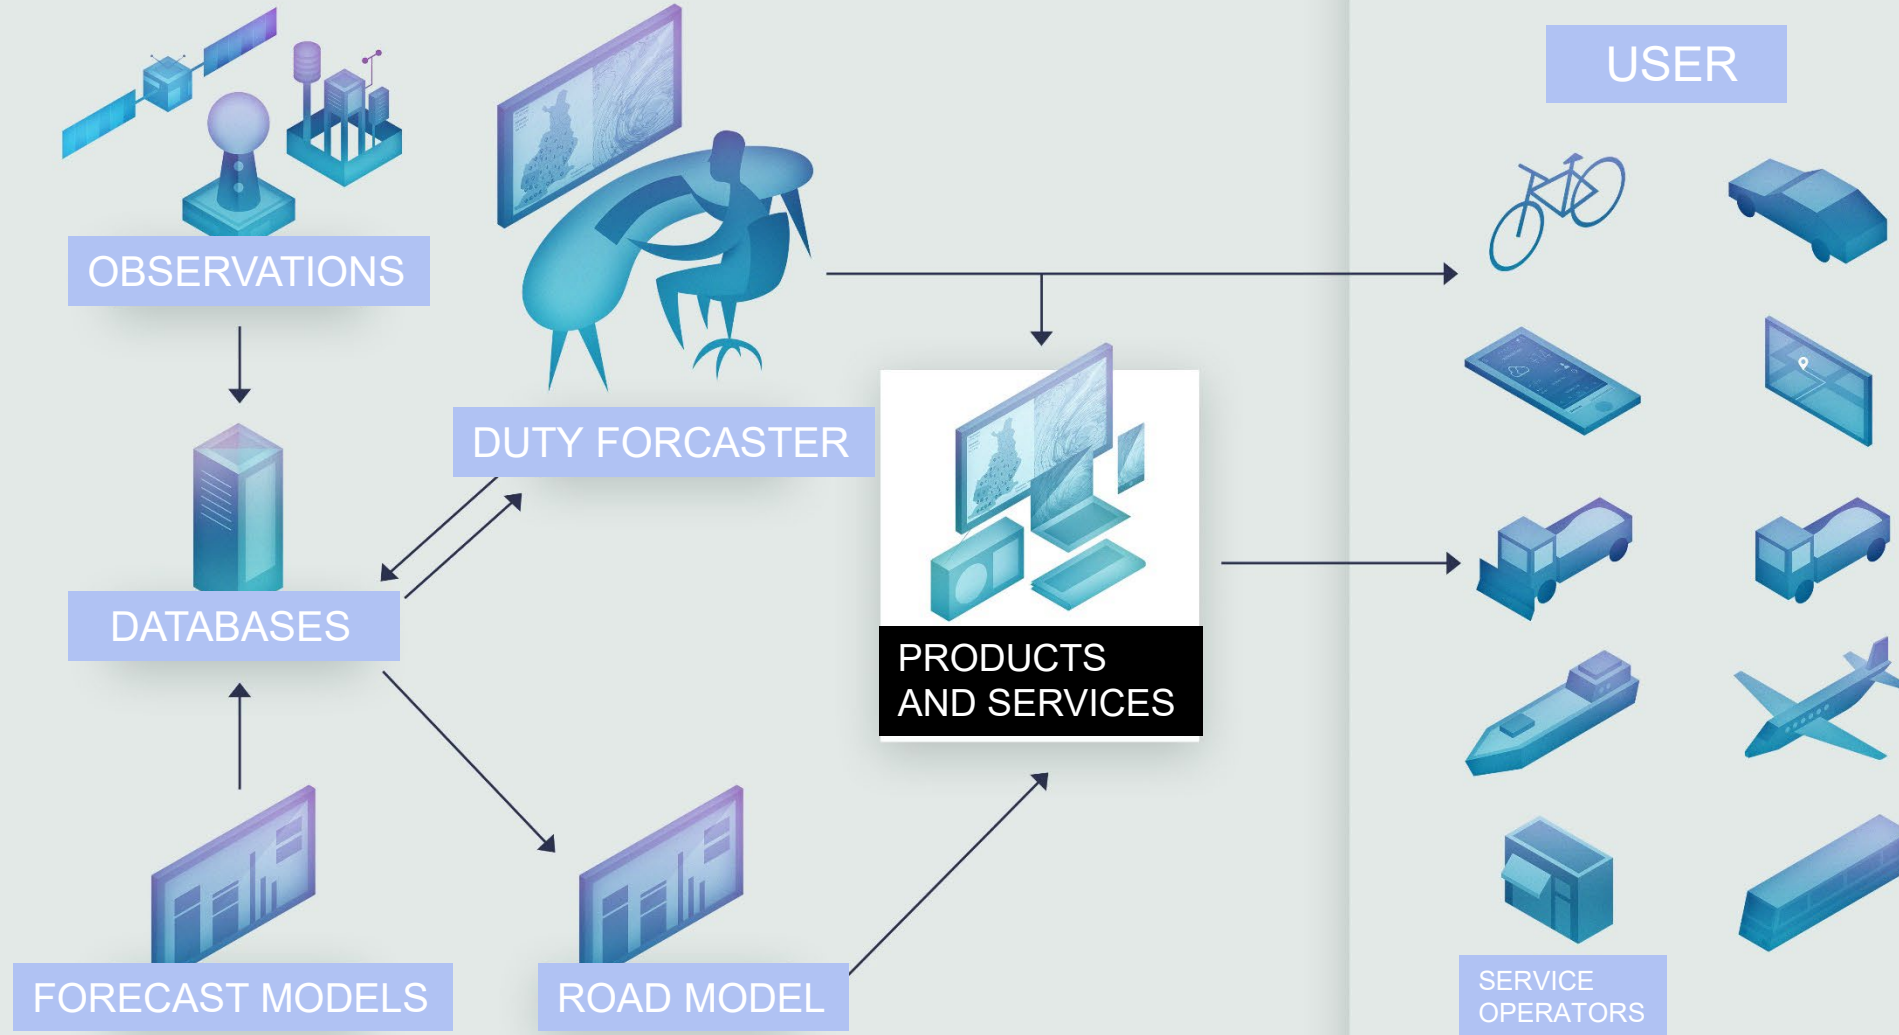 USER
OBSERVATIONS
DUTY FORCASTER
DATABASES
PRODUCTS
AND SERVICES
FORECAST MODELS
ROAD MODEL
SERVICE
OPERATORS